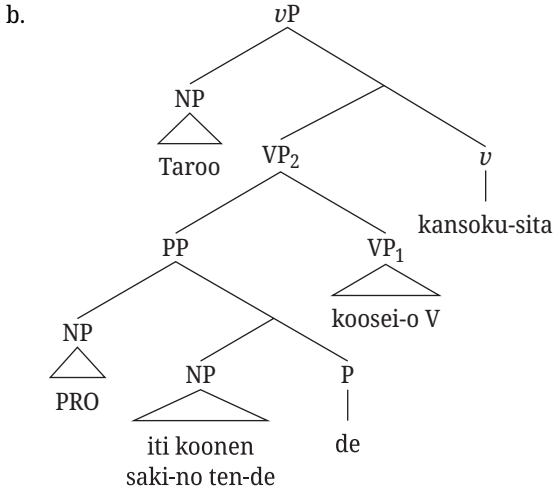 b.
vP
NP
Taroo
VP2
v
kansoku-sita
PP
VP1
koosei-o V
NP
PRO
NP
P
iti koonen
saki-no ten-de
de